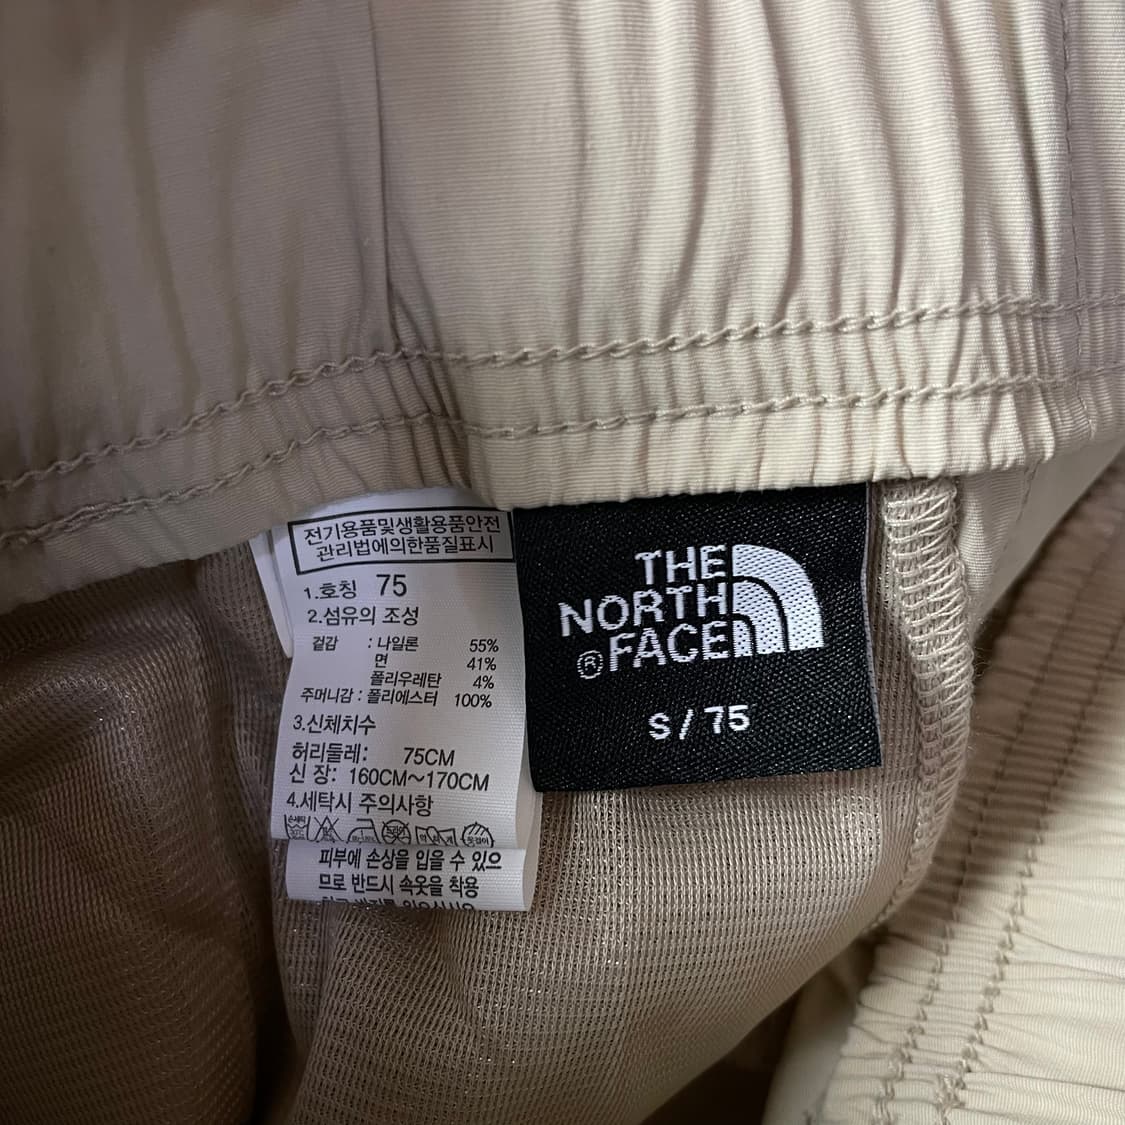 전기용품및생활용품안전
관리법에의한품질표시
1.호칭 75
2.섬유의 조성
겉감 : 나일론 55%
면 41%
폴리우레탄 4%
주머니감 : 폴리에스터 100%
3.신체치수
허리둘레: 75CM
신 장: 160CM~170CM
4.세탁시 주의사항
피부에 손상을 입을 수 있으
므로 반드시 속옷을 착용
THE
NORTH
® FACE
S / 75